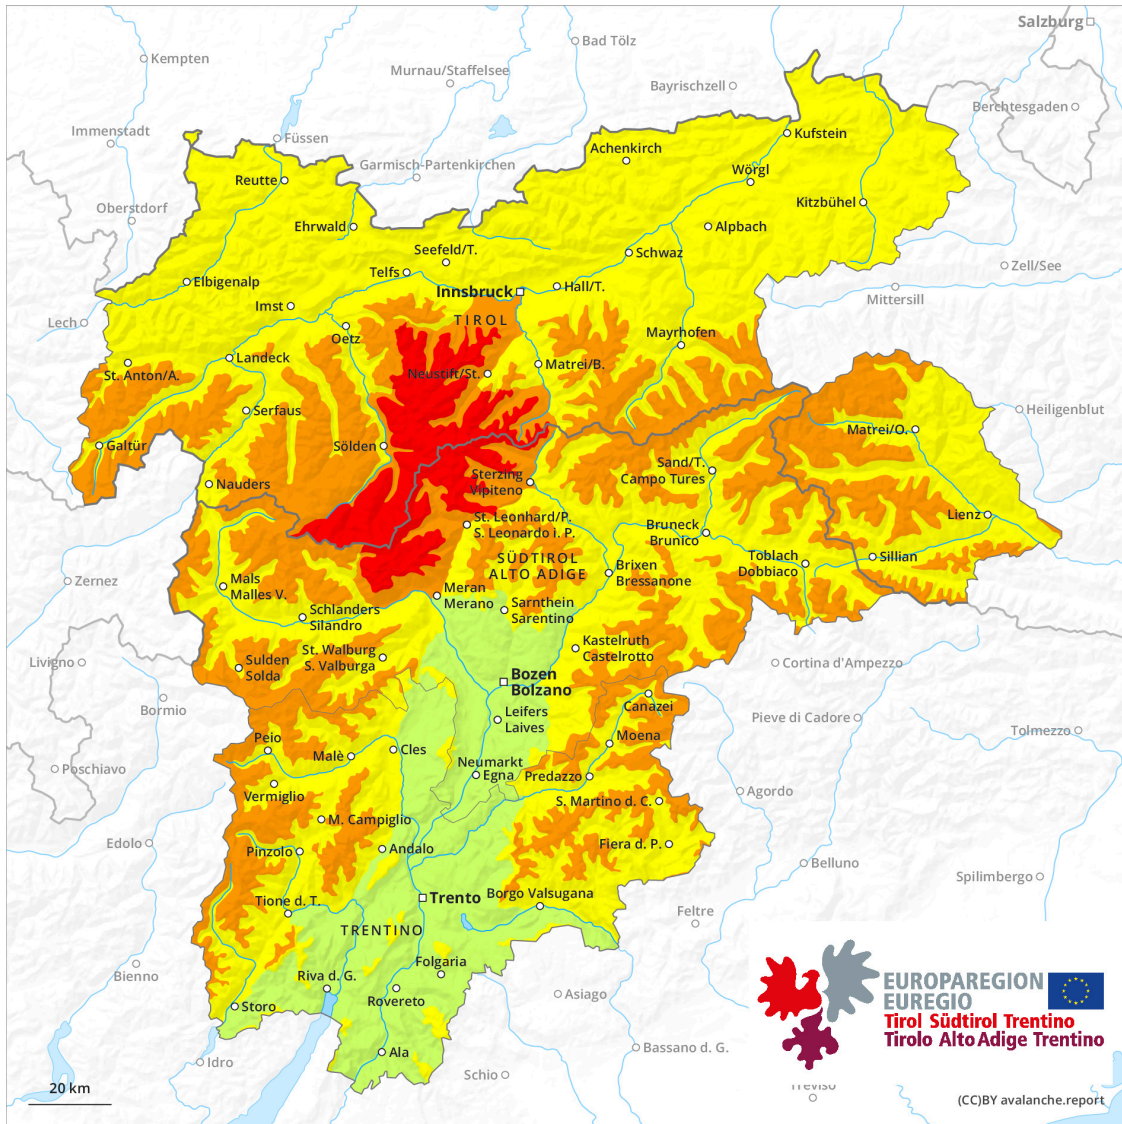 Salzburg
Bad Tölz
Kempten
Murnau/Staffelsee
Bayrischzell
Berchtesgaden
Immenstadt
Füssen
Kufstein
Achenkirch
Garmisch-Partenkirchen
Wörgl
Reutte
Oberstdorf
Kitzbühel
Ehrwald
Alpbach
Seefeld/T.
Schwaz
Zell/See
Telfs
Elbigenalp
Hall/T.
Innsbruck
Mittersill
Imst
TIROL
Lech
Oetz
Mayrhofen
Landeck
Matrei/B.
St. Anton/A.
Neustift/St.
Serfaus
Heiligenblut
Matrei/O.
Galtür
Sölden
Sand/T.
Campo Tures
Sterzing
Vipiteno
Nauders
St. Leonhard/P.
S. Leonardo i. P.
Lienz
Bruneck
Brunico
SÜDTIROL
ALTO ADIGE
Toblach
Dobbiaco
Sillian
Brixen
Bressanone
Zernez
Mals
Malles V.
Meran
Merano
Sarnthein
Sarentino
Schlanders
Silandro
Kastelruth
Castelrotto
St. Walburg
S. Valburga
Livigno
Sulden
Solda
Cortina d'Ampezzo
Bozen
Bolzano
Canazei
Bormio
Leifers
Laives
Pieve di Cadore
Tolmezzo
Moena
Peio
Malè
Cles
Neumarkt
Egna
Predazzo
Poschiavo
Vermiglio
Agordo
S. Martino d. C.
M. Campiglio
Edolo
Pinzolo
Andalo
Fiera d. P.
Belluno
Spilimbergo
Borgo Valsugana
Trento
Tione d. T.
Feltre
TRENTINO
Folgaria
Bienno
Riva d. G.
Rovereto
Asiago
Storo
EUROPAREGION
EUREGIO
Tirol Südtirol Trentino
Tirolo Alto Adige Trentino
Ala
Bassano d. G.
Idro
Schio
Treviso
20 km
(CC)BY avalanche.report